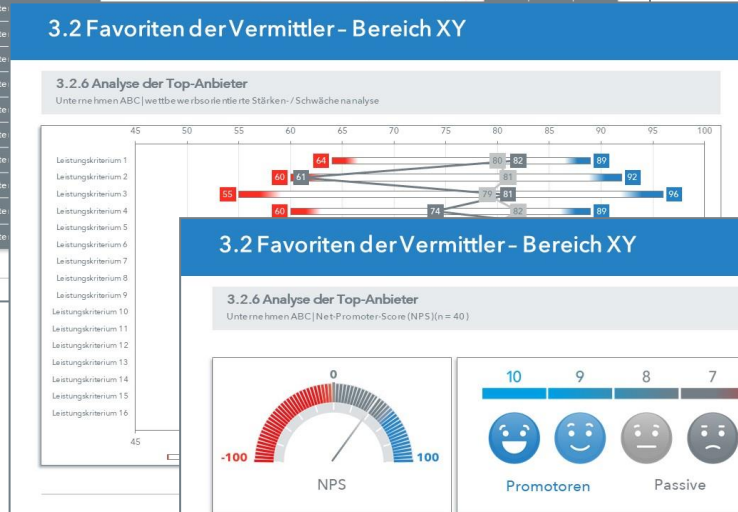 3.2 Favoriten der Vermittler – Bereich XY
3.2.6 Analyse der Top-Anbieter
Unternehmen ABC | wettbewerbsorientierte Stärken- / Schwächenanalyse
45 50 55 60 65 70 75 80 85 90 95 100
Leistungskriterium 1 64 80 82 89
Leistungskriterium 2 60 61 81 92
Leistungskriterium 3 55 79 81 96
Leistungskriterium 4 60 74 82 89
Leistungskriterium 5
Leistungskriterium 6
Leistungskriterium 7
Leistungskriterium 8
Leistungskriterium 9
Leistungskriterium 10
Leistungskriterium 11
Leistungskriterium 12
Leistungskriterium 13
Leistungskriterium 14
Leistungskriterium 15
Leistungskriterium 16
45
3.2 Favoriten der Vermittler – Bereich XY
3.2.6 Analyse der Top-Anbieter
Unternehmen ABC | Net-Promoter-Score (NPS) (n = 40)
0
-100 100
NPS
10 9 8 7
Promotoren Passive